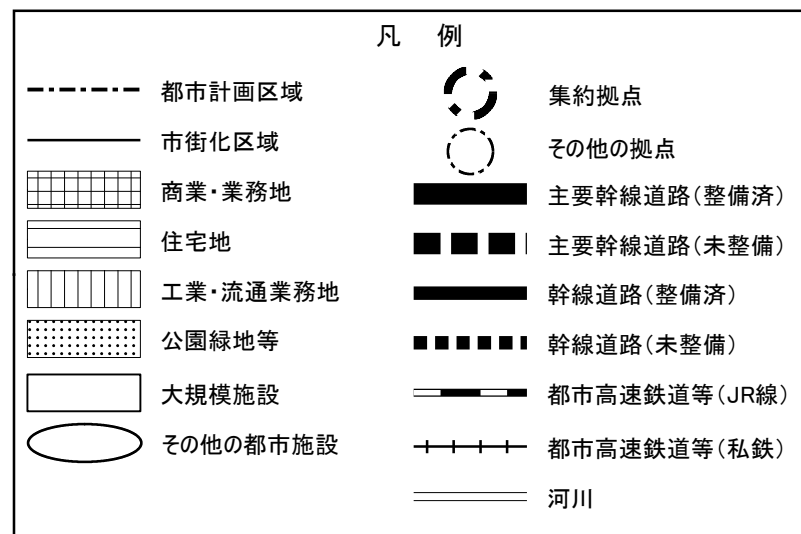 凡 例
都市計画区域
市街化区域
商業・業務地
住宅地
工業・流通業務地
公園緑地等
大規模施設
その他の都市施設
集約拠点
その他の拠点
主要幹線道路(整備済)
主要幹線道路(未整備)
幹線道路(整備済)
幹線道路(未整備)
都市高速鉄道等(JR線)
都市高速鉄道等(私鉄)
河川